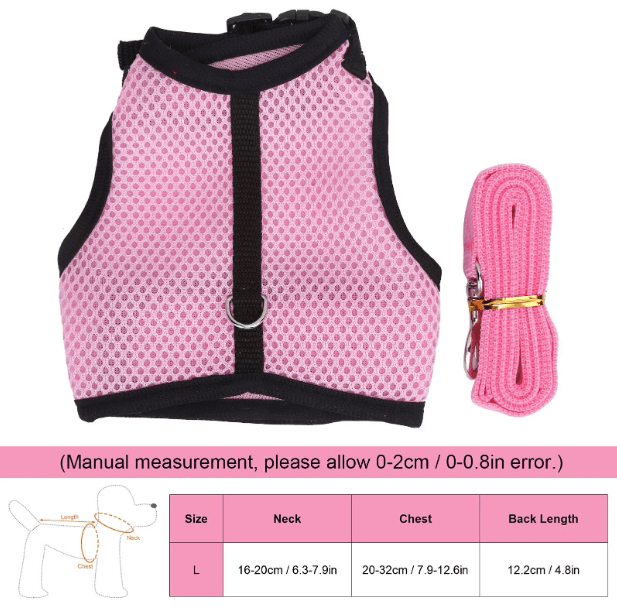 (Manual measurement, please allow 0-2cm / 0-0.8in error.)
Length
Neck
Chest
Size Neck Chest Back Length
L 16-20cm / 6.3-7.9in 20-32cm / 7.9-12.6in 12.2cm / 4.8in